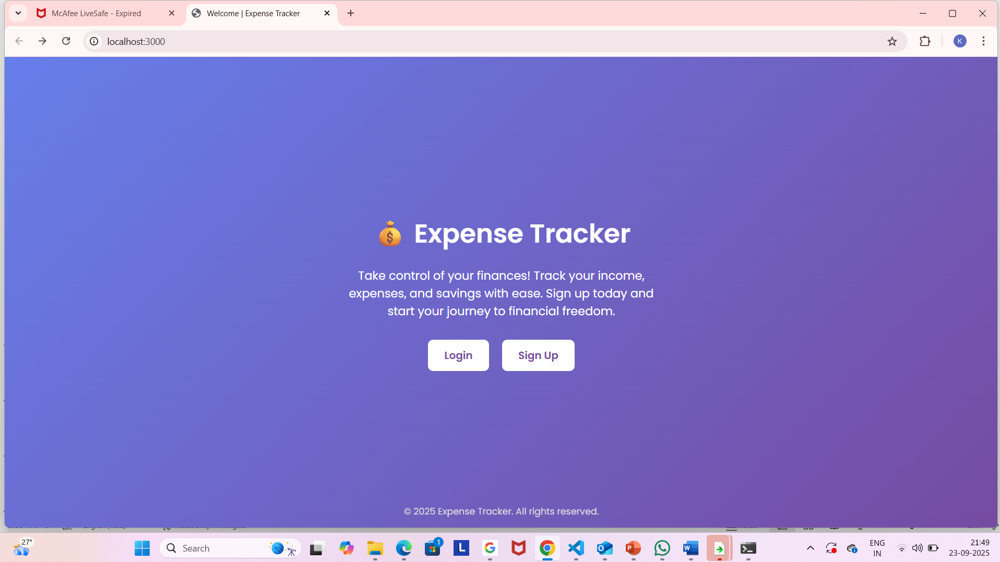 McAfee LiveSafe - Expired
Welcome | Expense Tracker
localhost:3000
K
Expense Tracker
Take control of your finances! Track your income,
expenses, and savings with ease. Sign up today and
start your journey to financial freedom.
Login
Sign Up
© 2025 Expense Tracker. All rights reserved.
27°
Search
1
ENG
IN
21:49
23-09-2025